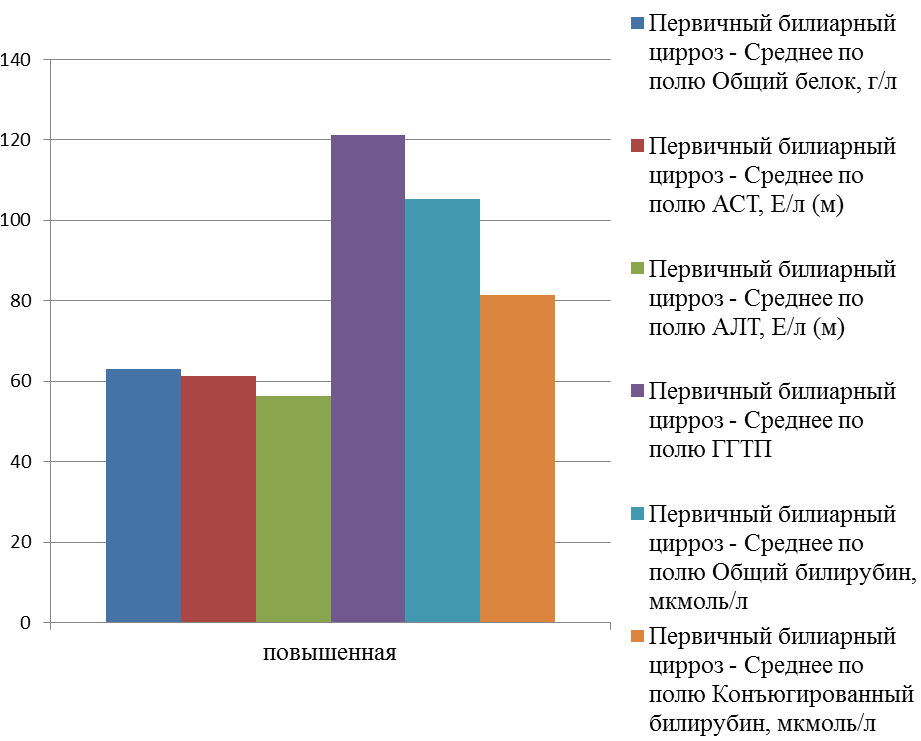 140
120
100
80
60
40
20
0
повышенная
Первичный билиарный
цирроз - Среднее по
полю Общий белок, г/л
Первичный билиарный
цирроз - Среднее по
полю АСТ, Е/л (м)
Первичный билиарный
цирроз - Среднее по
полю АЛТ, Е/л (м)
Первичный билиарный
цирроз - Среднее по
полю ГГТП
Первичный билиарный
цирроз - Среднее по
полю Общий билирубин,
мкмоль/л
Первичный билиарный
цирроз - Среднее по
полю Конъюгированный
билирубин, мкмоль/л